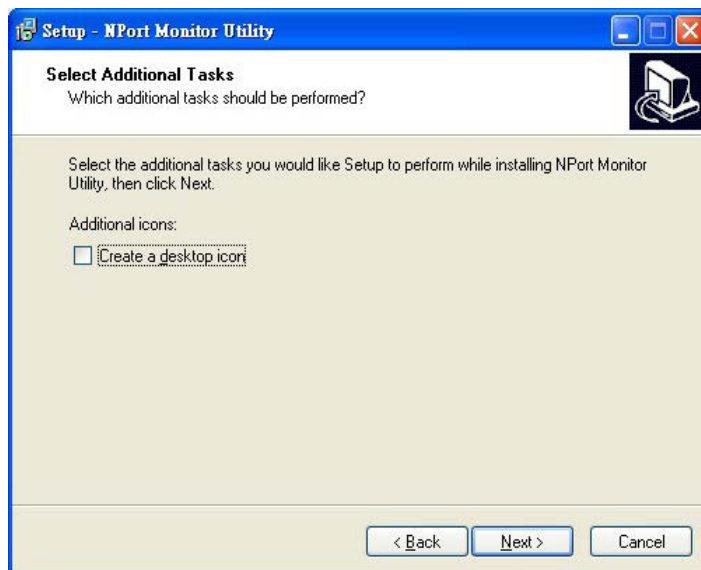 Setup - NPort Monitor Utility
Select Additional Tasks
Which additional tasks should be performed?
Select the additional tasks you would like Setup to perform while installing NPort Monitor
Utility, then click Next.
Additional icons:
Create a desktop icon
< Back Next > Cancel